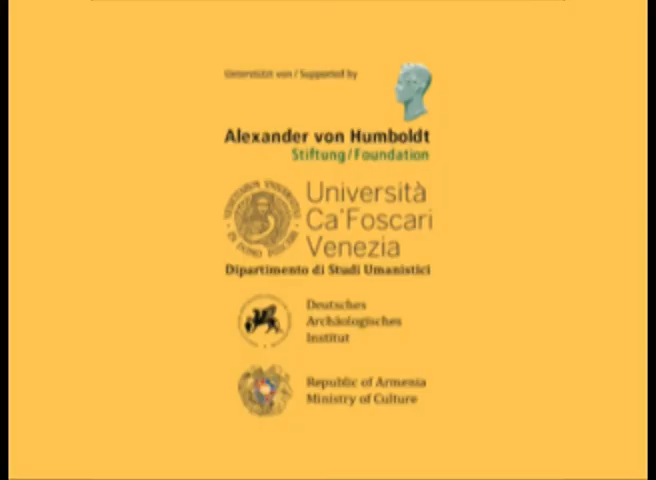 Unterstützt von / Supported by
Alexander von Humboldt
Stiftung/Foundation
Università
Ca'Foscari
Venezia
Dipartimento di Studi Umanistici
Deutsches
Archäologisches
Institut
Republic of Armenia
Ministry of Culture